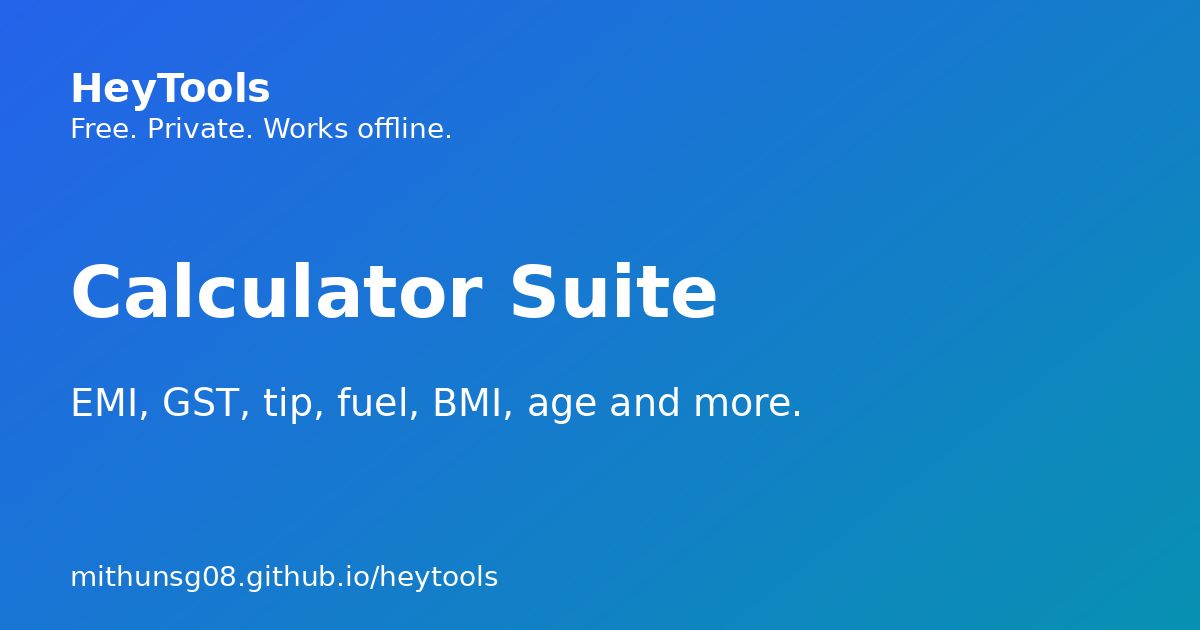 HeyTools
Free. Private. Works offline.
Calculator Suite
EMI, GST, tip, fuel, BMI, age and more.
mithunsg08.github.io/heytools